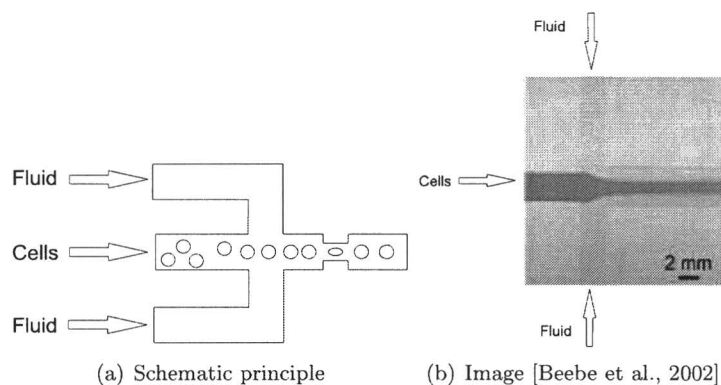 Fluid
Cells
Fluid
(a) Schematic principle
Fluid
Cells
2 mm
Fluid
(b) Image [Beebe et al., 2002]